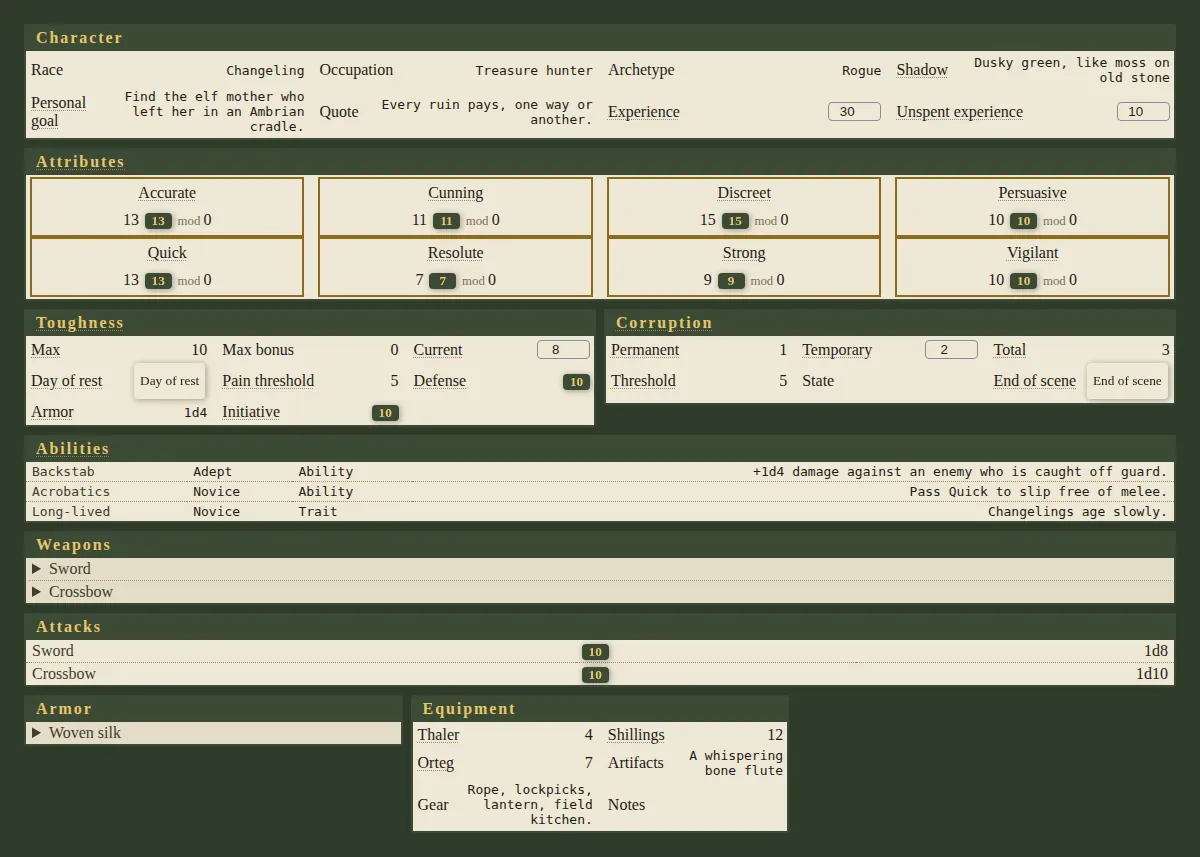 Character
Race Changeling Occupation Treasure hunter Archetype Rogue Shadow Dusky green, like moss on
old stone
Personal
goal
Find the elf mother who
left her in an Ambrian
cradle.
Quote Every ruin pays, one way or
another.
Experience 30 Unspent experience 10
Attributes
Accurate Cunning Discreet Persuasive
13 13 mod 0 11 11 mod 0 15 15 mod 0 10 10 mod 0
Quick Resolute Strong Vigilant
13 13 mod 0 7 7 mod 0 9 9 mod 0 10 10 mod 0
Toughness
Max 10 Max bonus 0 Current 8
Day of rest Day of rest Pain threshold 5 Defense 10
Armor 1d4 Initiative 10
Corruption
Permanent 1 Temporary 2 Total 3
Threshold 5 State End of scene End of scene
Abilities
Backstab Adept Ability +1d4 damage against an enemy who is caught off guard.
Acrobatics Novice Ability Pass Quick to slip free of melee.
Long-lived Novice Trait Changelings age slowly.
Weapons
Sword
Crossbow
Attacks
Sword 10 1d8
Crossbow 10 1d10
Armor
Woven silk
Equipment
Thaler 4 Shillings 12
Orteg 7 Artifacts A whispering
bone flute
Gear Rope, lockpicks,
lantern, field
kitchen.
Notes